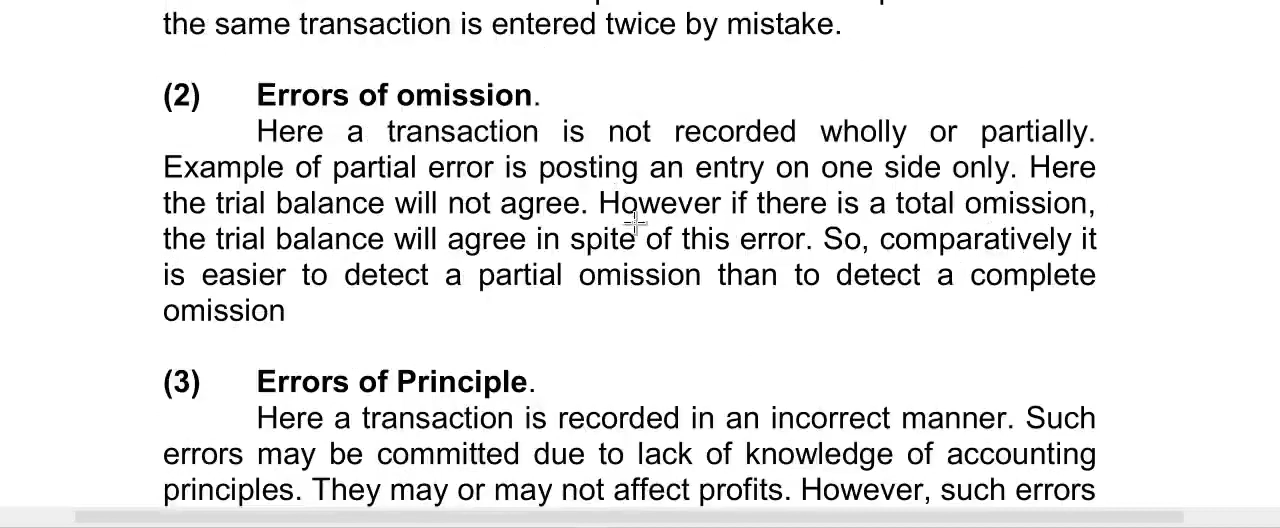 the same transaction is entered twice by mistake.
(2) Errors of omission.
Here a transaction is not recorded wholly or partially.
Example of partial error is posting an entry on one side only. Here
the trial balance will not agree. However if there is a total omission,
the trial balance will agree in spite of this error. So, comparatively it
is easier to detect a partial omission than to detect a complete
omission
(3) Errors of Principle.
Here a transaction is recorded in an incorrect manner. Such
errors may be committed due to lack of knowledge of accounting
principles. They may or may not affect profits. However, such errors